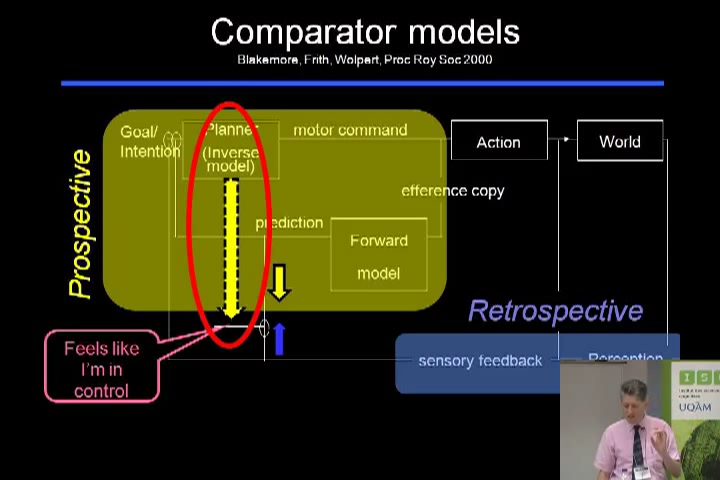 Comparator models
Blakemore, Frith, Wolpert, Proc Roy Soc 2000
Prospective
Goal/
Intention
Planner
(Inverse
model)
motor command
Action
World
efference copy
prediction
Forward
model
Retrospective
Feels like
I'm in
control
sensory feedback
Perception
UQÀM